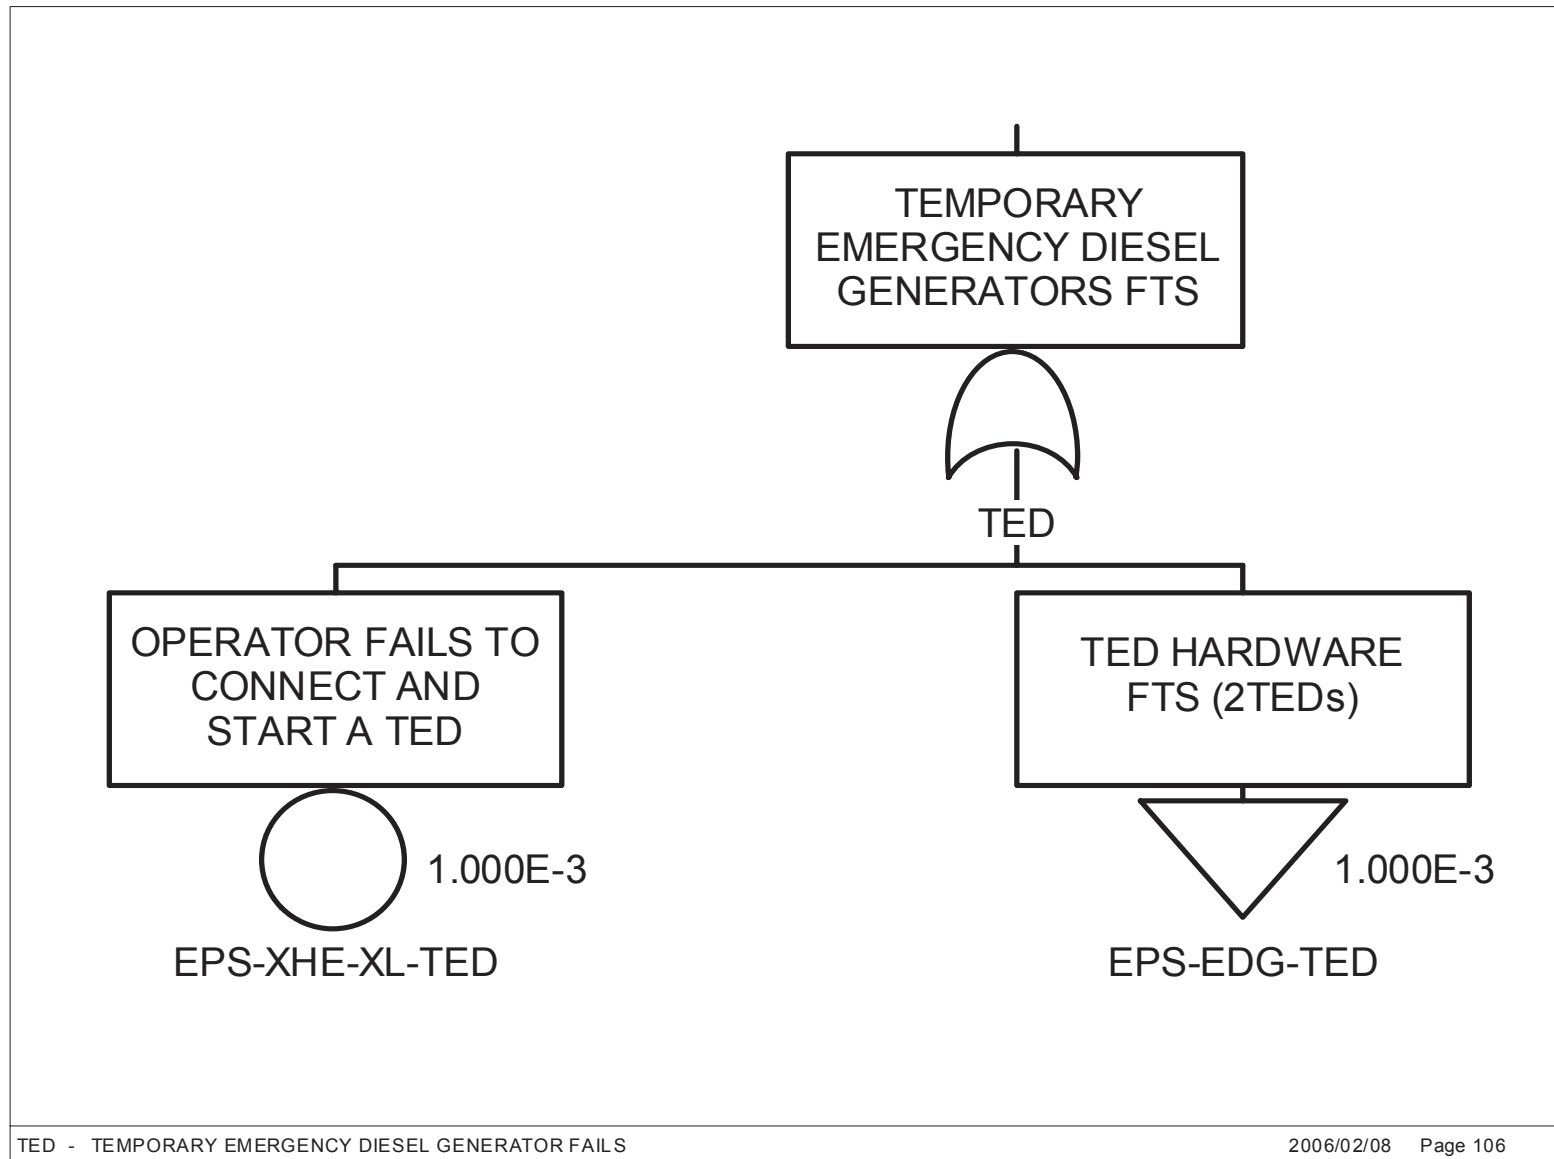 TEMPORARY
EMERGENCY DIESEL
GENERATORS FTS
TED
OPERATOR FAILS TO
CONNECT AND
START A TED
1.000E-3
EPS-XHE-XL-TED
TED HARDWARE
FTS (2TEDs)
1.000E-3
EPS-EDG-TED
TED - TEMPORARY EMERGENCY DIESEL GENERATOR FAILS
2006/02/08 Page 106